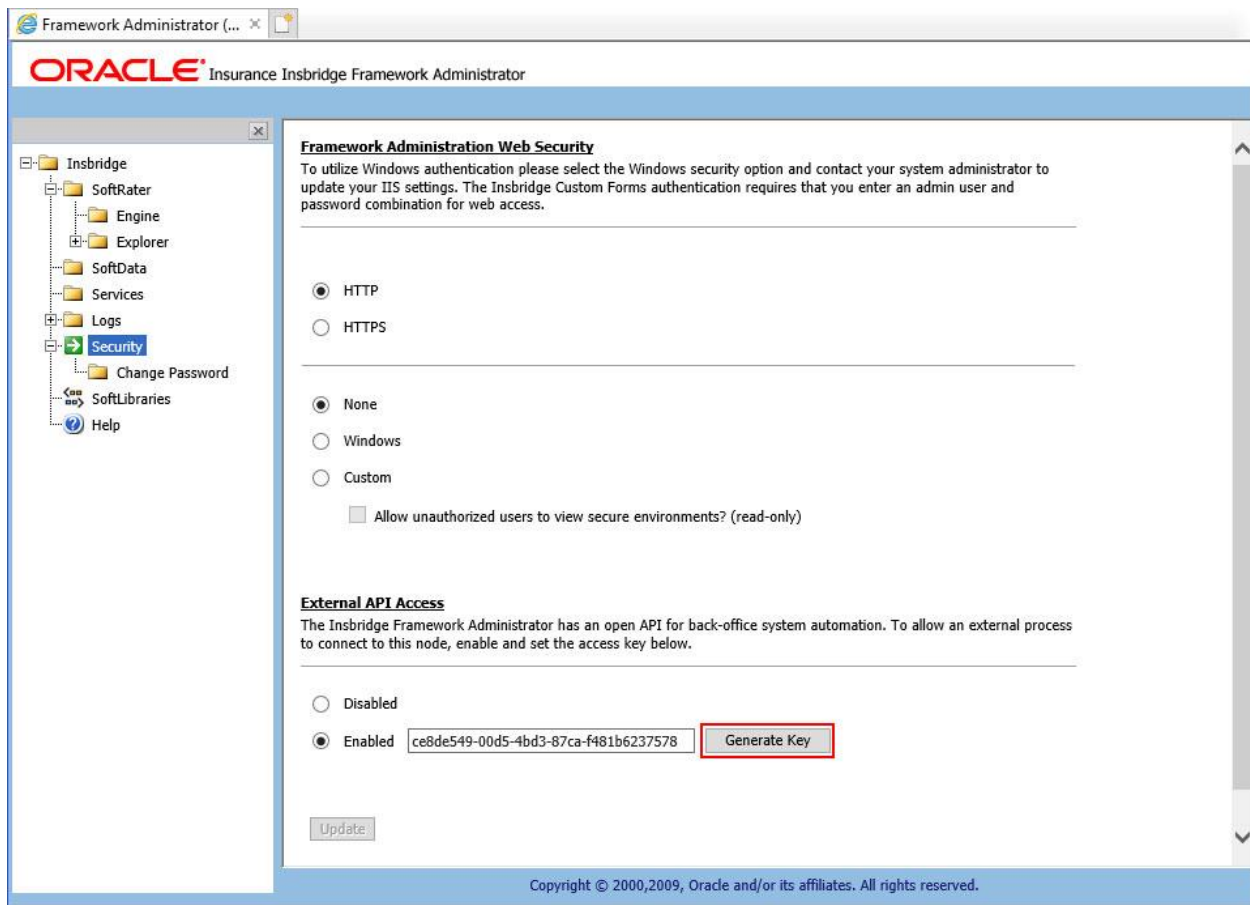 Framework Administrator (...
ORACLE Insurance Insbridge Framework Administrator
Insbridge
SoftRater
Engine
Explorer
SoftData
Services
Logs
Security
Change Password
SoftLibraries
Help
Framework Administration Web Security
To utilize Windows authentication please select the Windows security option and contact your system administrator to
update your IIS settings. The Insbridge Custom Forms authentication requires that you enter an admin user and
password combination for web access.
HTTP
HTTPS
None
Windows
Custom
Allow unauthorized users to view secure environments? (read-only)
External API Access
The Insbridge Framework Administrator has an open API for back-office system automation. To allow an external process
to connect to this node, enable and set the access key below.
Disabled
Enabled ce8de549-00d5-4bd3-87ca-f481b6237578 Generate Key
Update
Copyright © 2000,2009, Oracle and/or its affiliates. All rights reserved.